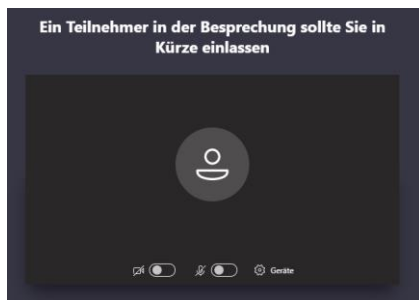 Ein Teilnehmer in der Besprechung sollte Sie in
Kürze einlassen
Geräte